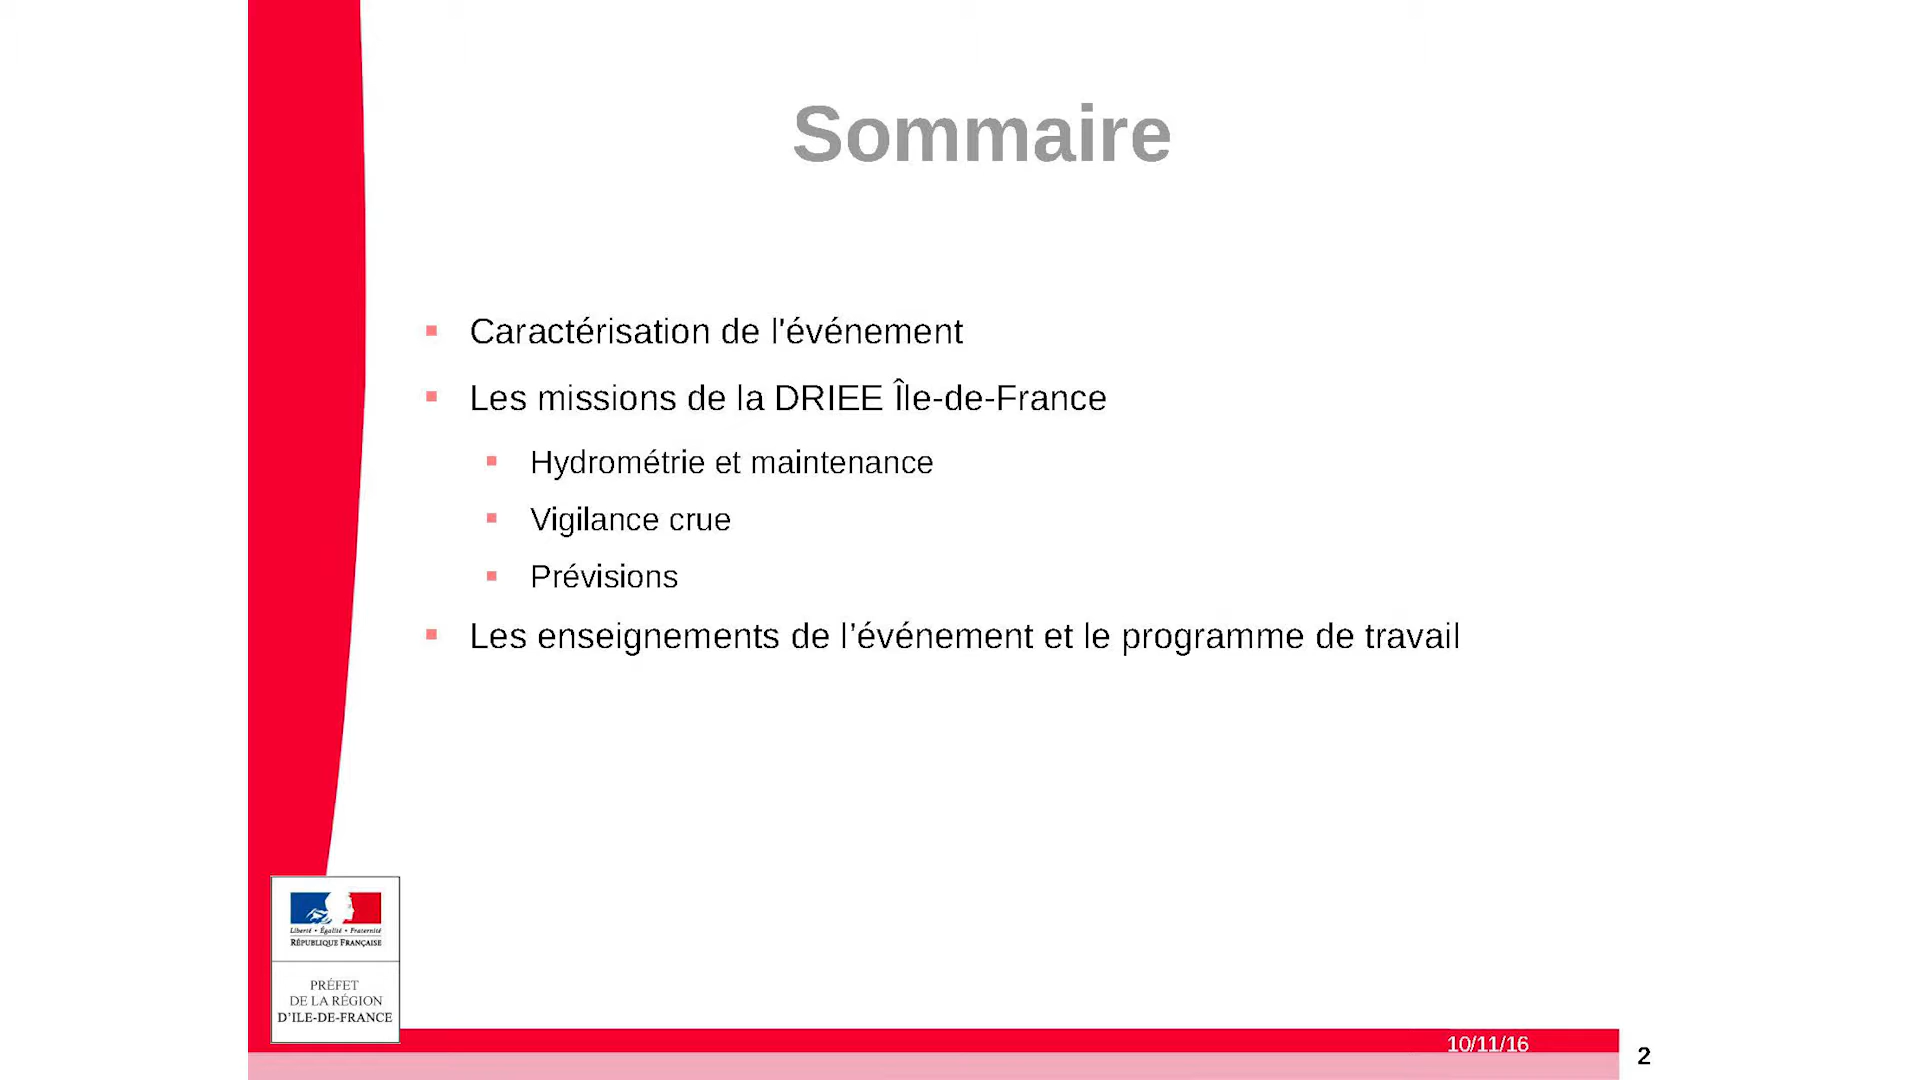 Sommaire
Caractérisation de l'événement
Les missions de la DRIEE Île-de-France
Hydrométrie et maintenance
Vigilance crue
Prévisions
Les enseignements de l’événement et le programme de travail
Liberté • Égalité • Fraternité
RÉPUBLIQUE FRANÇAISE
PRÉFET
DE LA RÉGION
D’ILE-DE-FRANCE
10/11/16
2